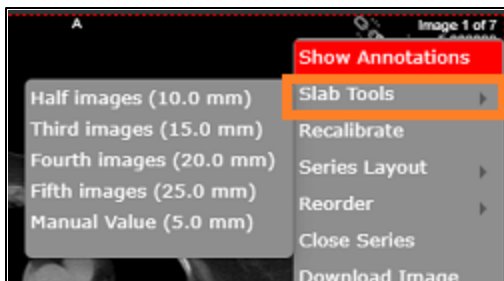 A
Image 1 of 7
Show Annotations
Slab Tools
Half images (10.0 mm)
Third images (15.0 mm)
Fourth images (20.0 mm)
Fifth images (25.0 mm)
Manual Value (5.0 mm)
Recalibrate
Series Layout
Reorder
Close Series
Download Image